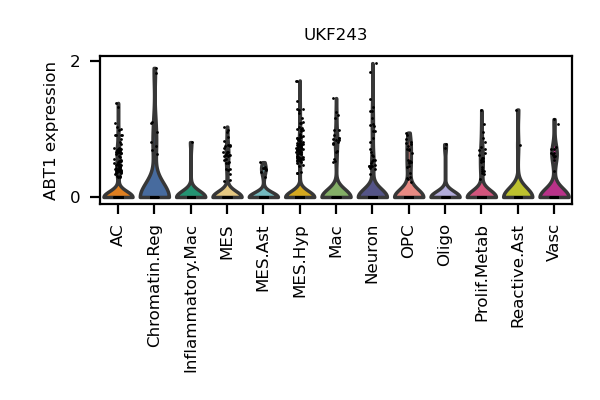 UKF243
ABT1 expression
2
0
AC
Chromatin.Reg
Inflammatory.Mac
MES
MES.Ast
MES.Hyp
Mac
Neuron
OPC
Oligo
Prolif.Metab
Reactive.Ast
Vasc